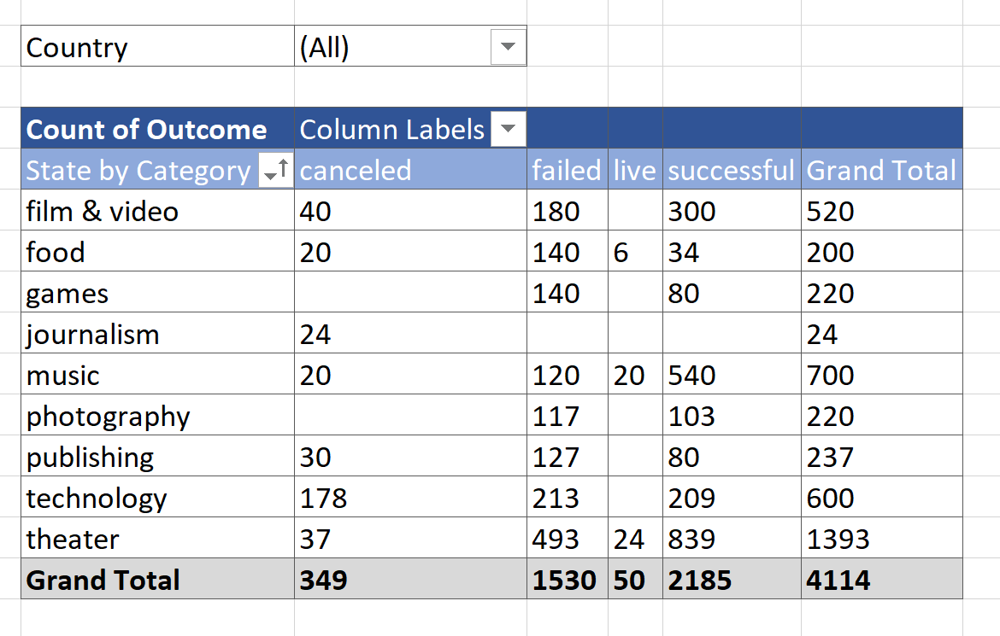 Country (All)
Count of Outcome Column Labels
State by Category canceled failed live successful Grand Total
film & video 40 180 300 520
food 20 140 6 34 200
games 140 80 220
journalism 24 24
music 20 120 20 540 700
photography 117 103 220
publishing 30 127 80 237
technology 178 213 209 600
theater 37 493 24 839 1393
Grand Total 349 1530 50 2185 4114